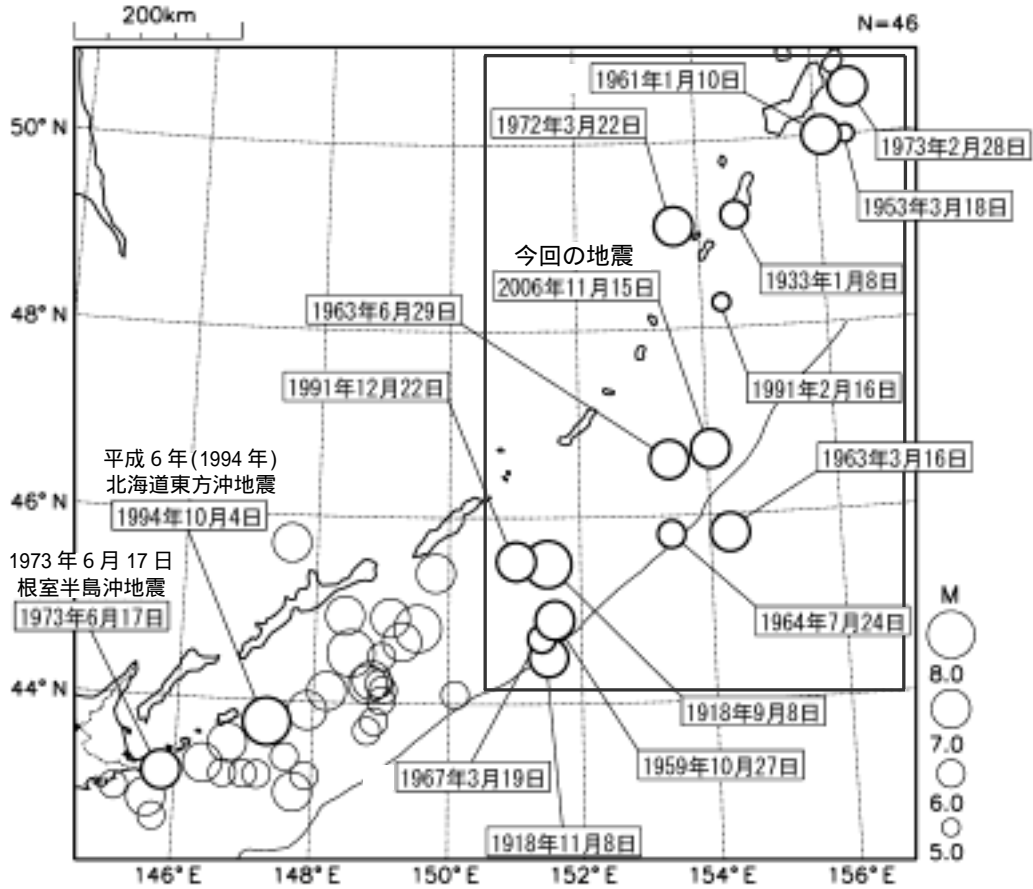 200km
N=46
1961年1月10日
50°N
1972年3月22日
1973年2月28日
1953年3月18日
今回の地震
2006年11月15日
1933年1月8日
48°N
1963年6月29日
1991年12月22日
1991年2月16日
平成６年(1994年)
北海道東方沖地震
1994年10月4日
1963年3月16日
46°N
1973年６月17日
根室半島沖地震
1973年6月17日
1964年7月24日
M
8.0
44°N
1918年9月8日
7.0
1967年3月19日
1959年10月27日
6.0
1918年11月8日
5.0
146°E
148°E
150°E
152°E
154°E
156°E